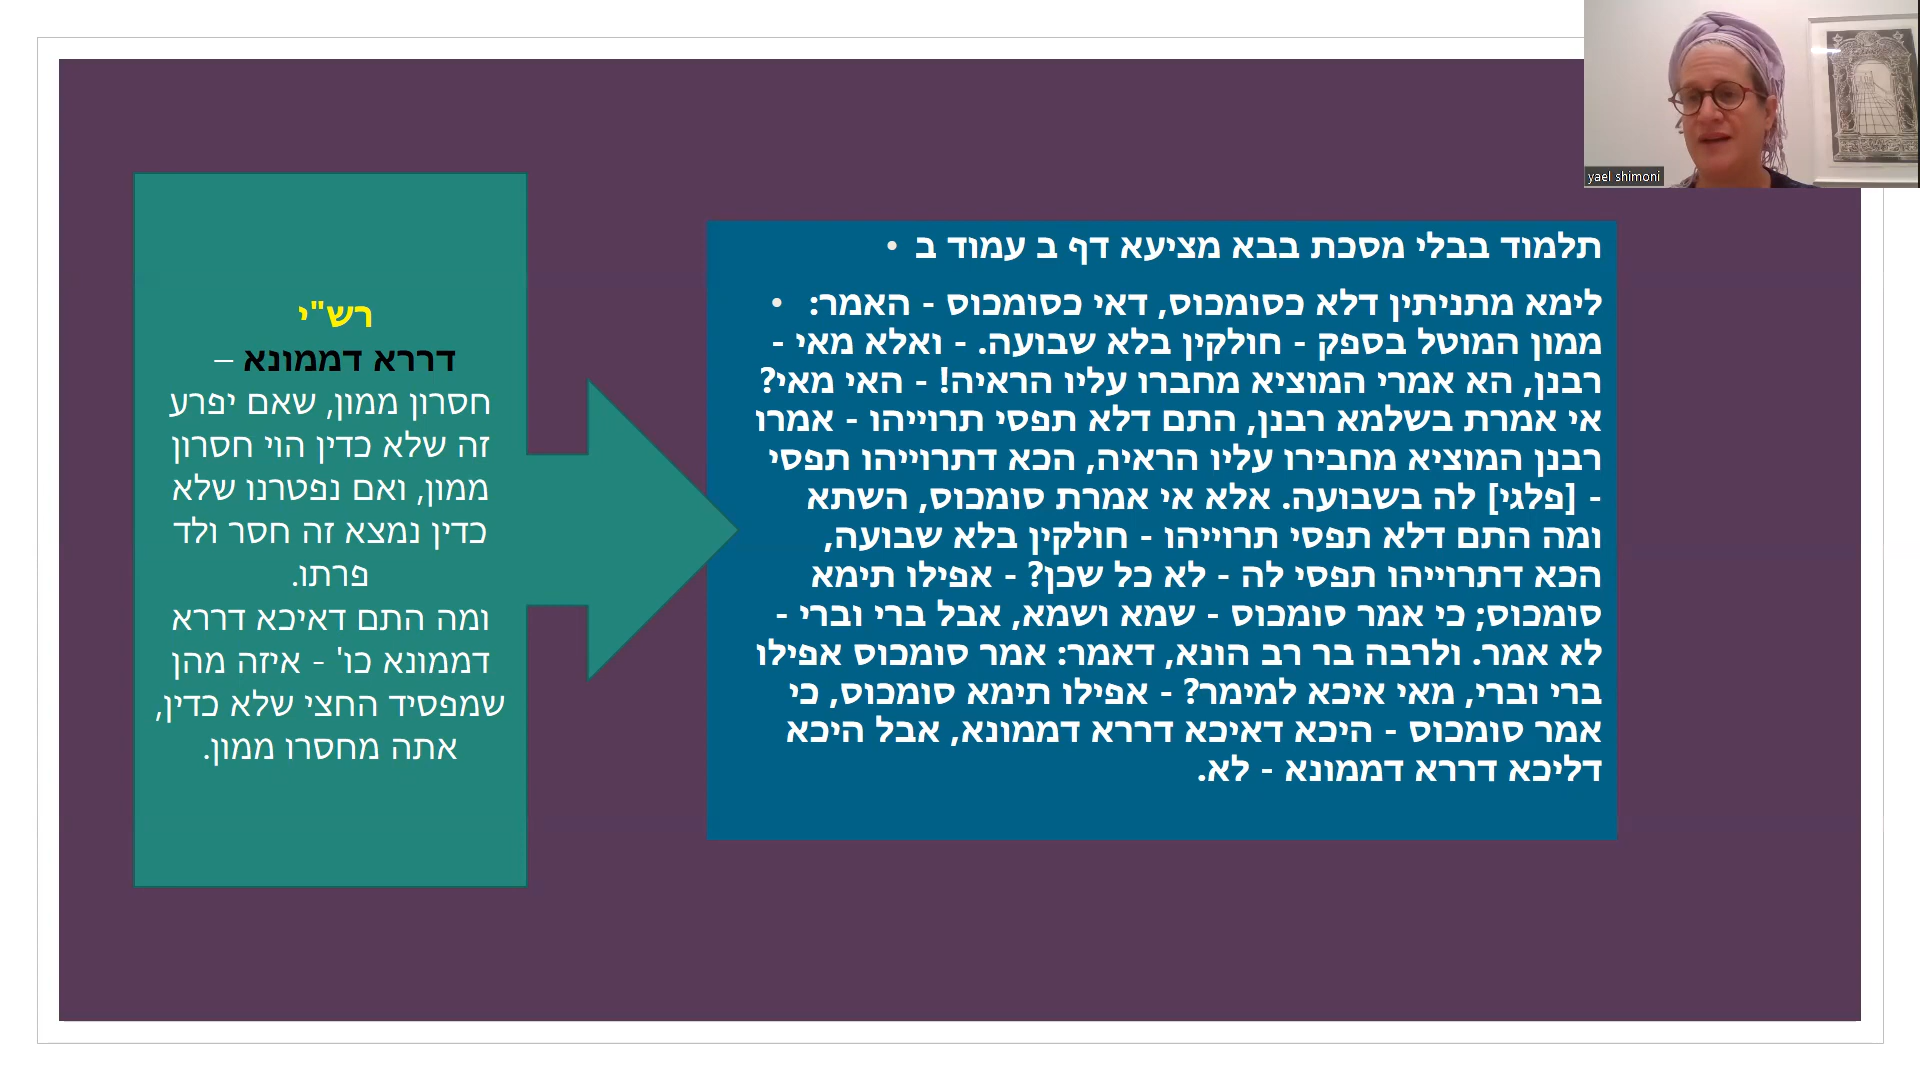 תלמוד בבלי מסכת בבא מציעא דף ב עמוד ב •
לימא מתניתין דלא כסומכוס, דאי כסומכוס - האמר: •
ממון המוטל בספק - חולקין בלא שבועה. - ואלא מאי -
רבנן, הא אמרי המוציא מחברו עליו הראיה! - האי מאי?
אי אמרת בשלמא רבנן, התם דלא תפסי תרוייהו - אמרו
רבנן המוציא מחבירו עליו הראיה, הכא דתרוייהו תפסי
- [פלגי] לה בשבועה. אלא אי אמרת סומכוס, השתא
ומה התם דלא תפסי תרוייהו - חולקין בלא שבועה,
הכא דתרוייהו תפסי לה - לא כל שכן? - אפילו תימא
סומכוס; כי אמר סומכוס - שמא ושמא, אבל ברי וברי -
לא אמר. ולרבה בר רב הונא, דאמר: אמר סומכוס אפילו
ברי וברי, מאי איכא למימר? - אפילו תימא סומכוס, כי
אמר סומכוס - היכא דאיכא דררא דממונא, אבל היכא
דליכא דררא דממונא - לא.
רש"י
דררא דממונא –
חסרון ממון, שאם יפרע
זה שלא כדין הוי חסרון
ממון, ואם נפטרנו שלא
כדין נמצא זה חסר ולד
פרתו.
ומה התם דאיכא דררא
דממונא כו' - איזה מהן
שמפסיד החצי שלא כדין,
אתה מחסרו ממון.
yael shimoni